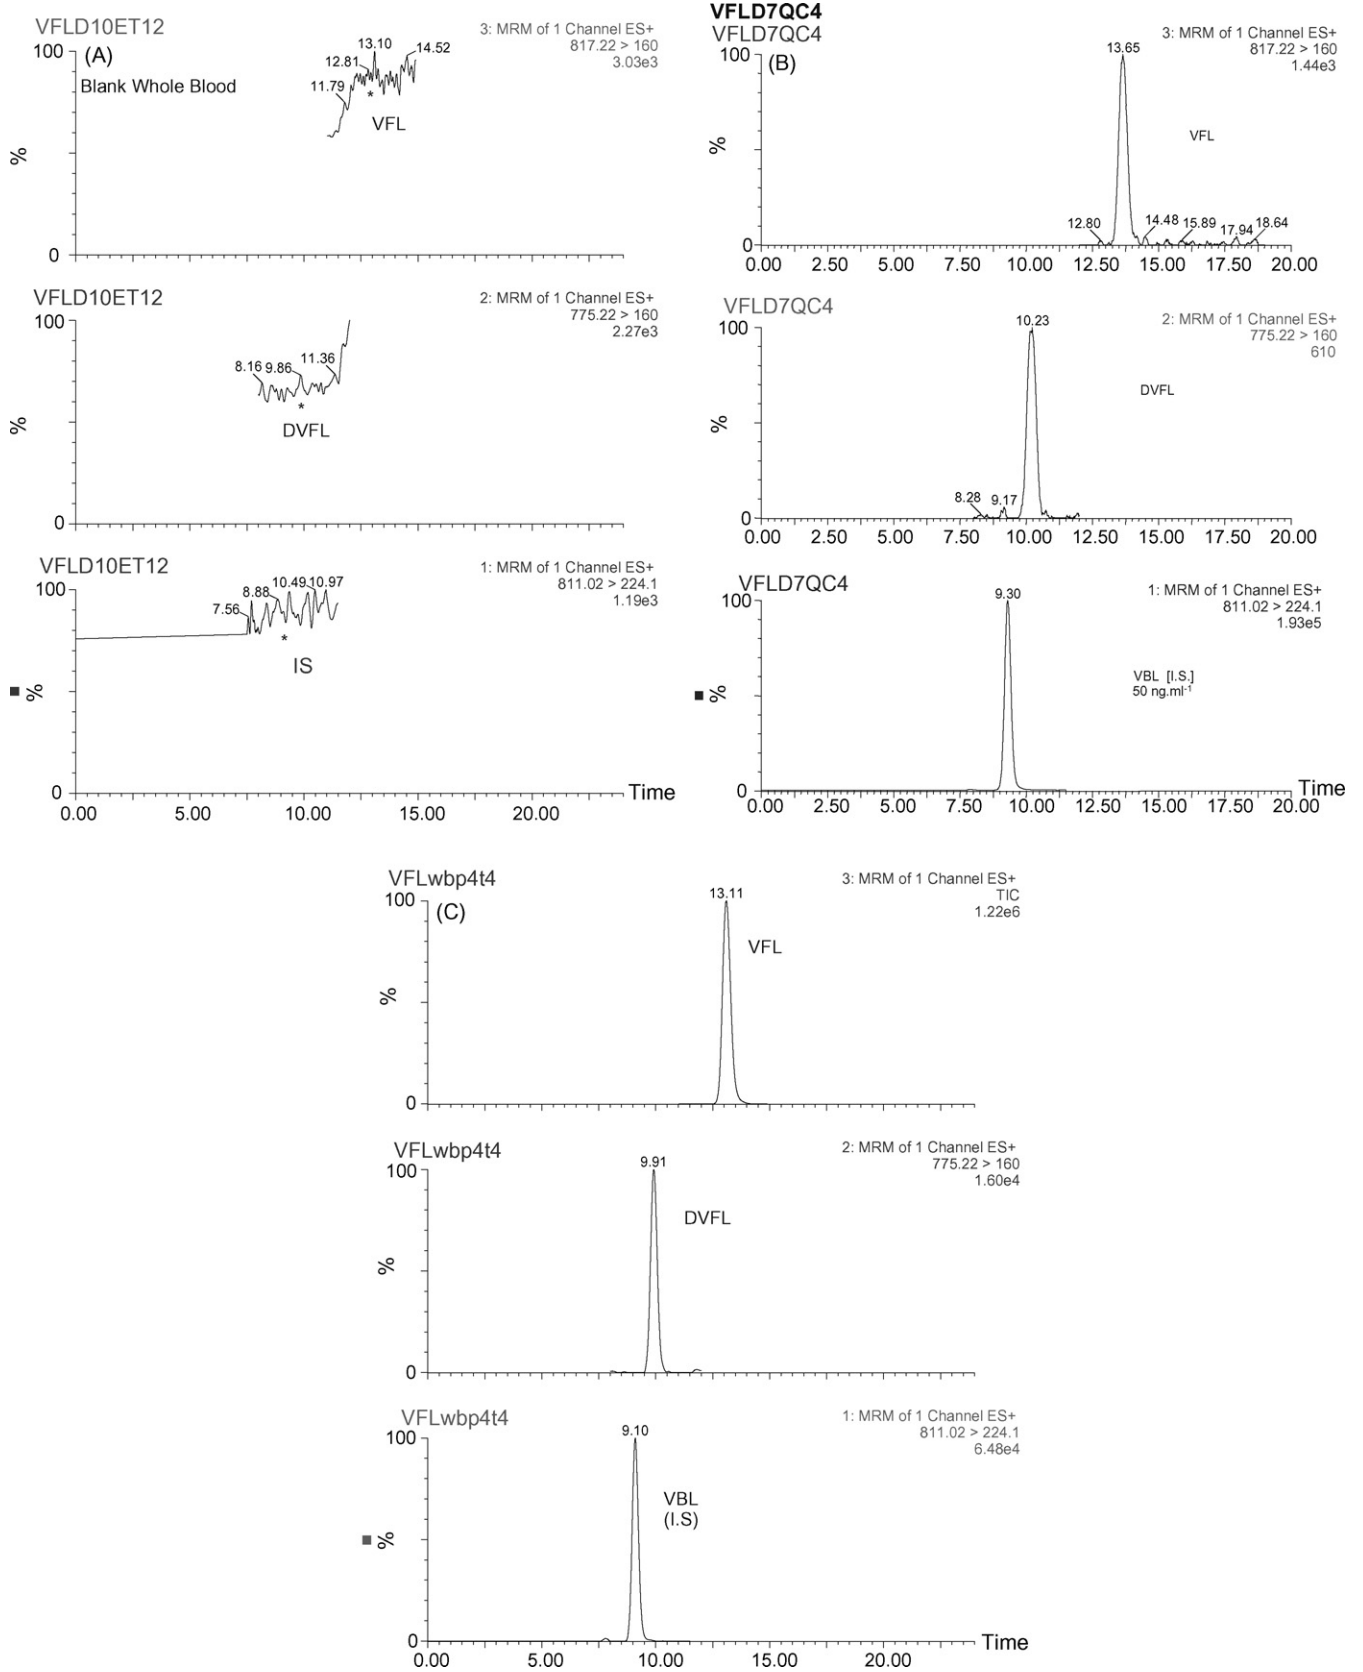 VFLD10ET12
3: MRM of 1 Channel ES+
817.22 > 160
3.03e3
100
(A)
Blank Whole Blood
11.79
12.81
13.10
14.52
*
VFL
%
0
VFLD10ET12
2: MRM of 1 Channel ES+
775.22 > 160
2.27e3
100
8.16
9.86
11.36
*
DVFL
%
0
VFLD10ET12
1: MRM of 1 Channel ES+
811.02 > 224.1
1.19e3
100
7.56
8.88
10.49
10.97
*
IS
%
0
0.00 5.00 10.00 15.00 20.00
Time
VFLD7QC4
VFLD7QC4
3: MRM of 1 Channel ES+
817.22 > 160
1.44e3
100
(B)
13.65
VFL
%
12.80
14.48
15.89
17.94
18.64
0
0.00 2.50 5.00 7.50 10.00 12.50 15.00 17.50 20.00
VFLD7QC4
2: MRM of 1 Channel ES+
775.22 > 160
610
100
10.23
DVFL
%
8.28
9.17
0
0.00 2.50 5.00 7.50 10.00 12.50 15.00 17.50 20.00
VFLD7QC4
1: MRM of 1 Channel ES+
811.02 > 224.1
1.93e5
100
9.30
VBL [I.S.]
50 ng.ml-1
%
0
Time
0.00 2.50 5.00 7.50 10.00 12.50 15.00 17.50 20.00
VFLwbp4t4
3: MRM of 1 Channel ES+
TIC
1.22e6
100
(C)
13.11
VFL
%
0
VFLwbp4t4
2: MRM of 1 Channel ES+
775.22 > 160
1.60e4
100
9.91
DVFL
%
0
VFLwbp4t4
1: MRM of 1 Channel ES+
811.02 > 224.1
6.48e4
100
9.10
VBL
(I.S)
%
0
Time
0.00 5.00 10.00 15.00 20.00